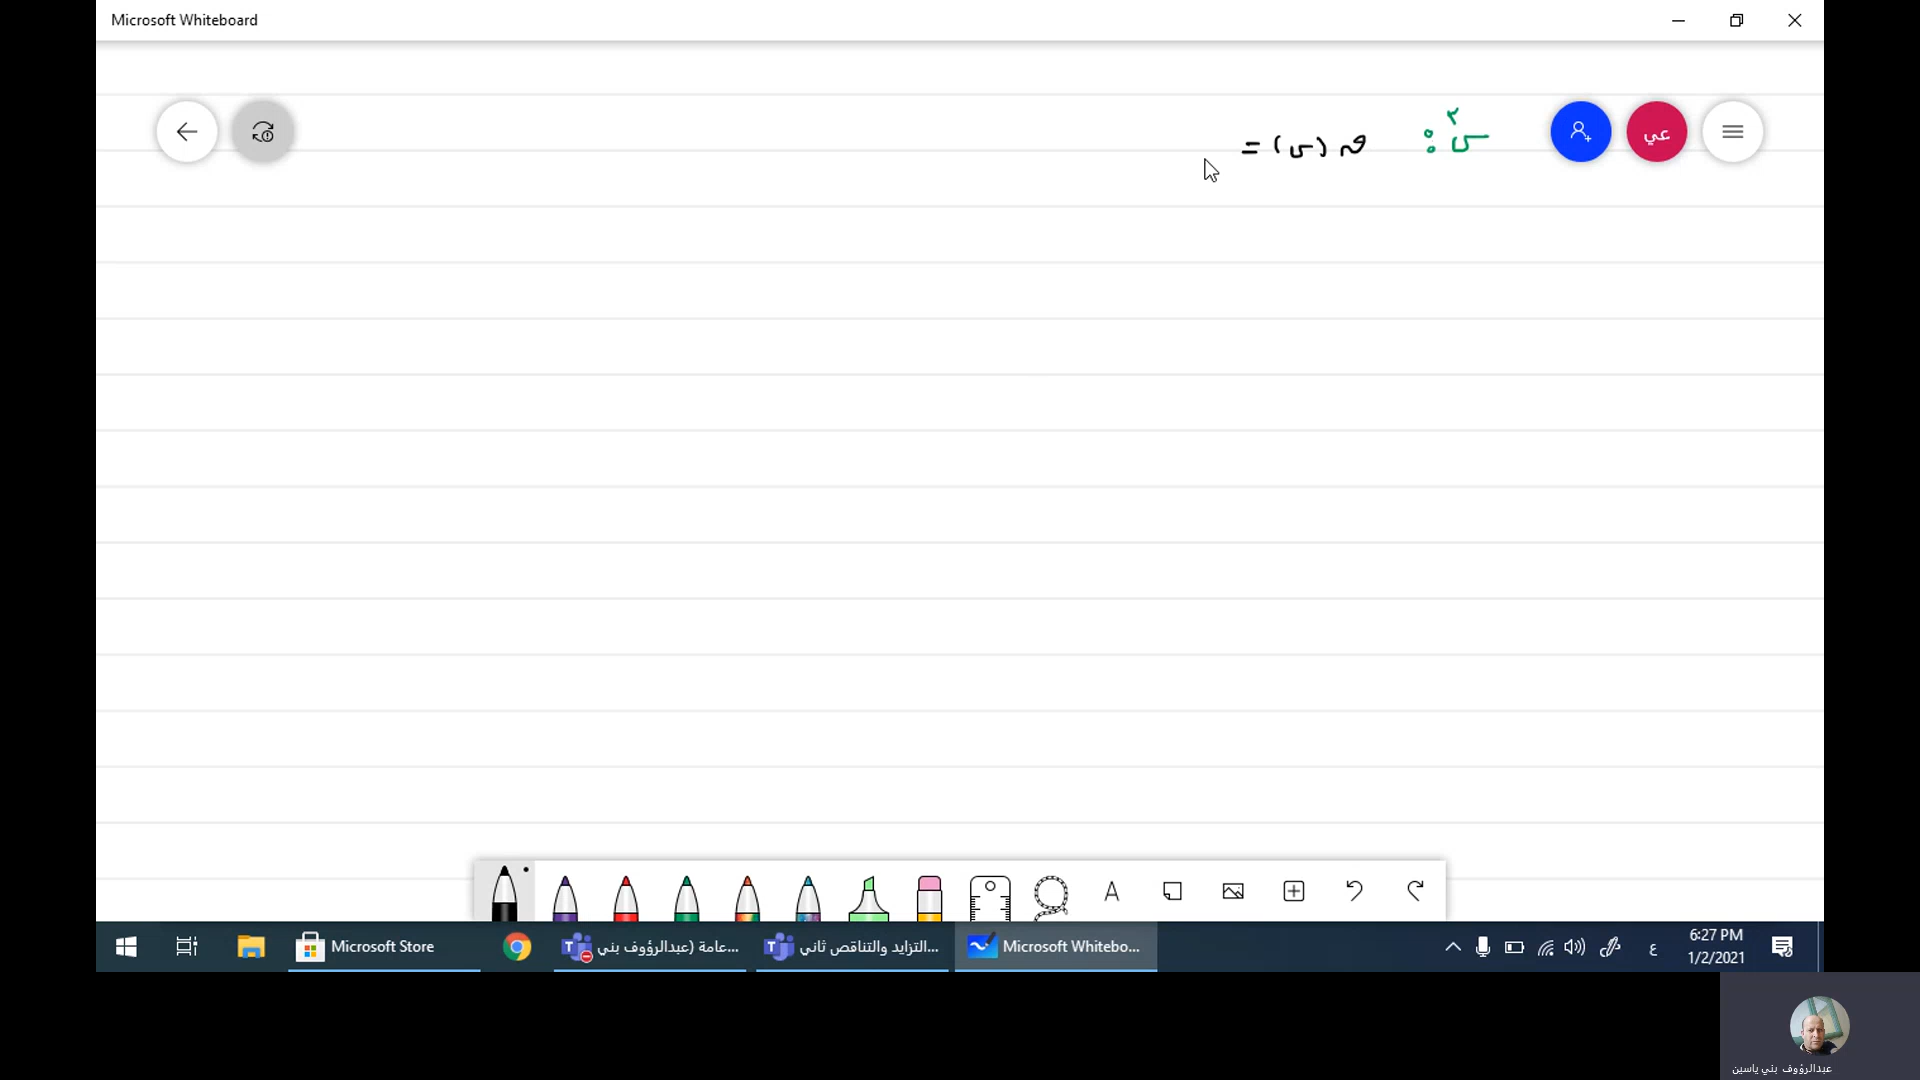 Microsoft Whiteboard
س٢: ق(س) =
عي
A
Microsoft Store
...عامة (عبدالرؤوف بني
...التزايد والتناقص ثاني
Microsoft Whitebo...
ع
6:27 PM
1/2/2021
عبدالرؤوف بني ياسين